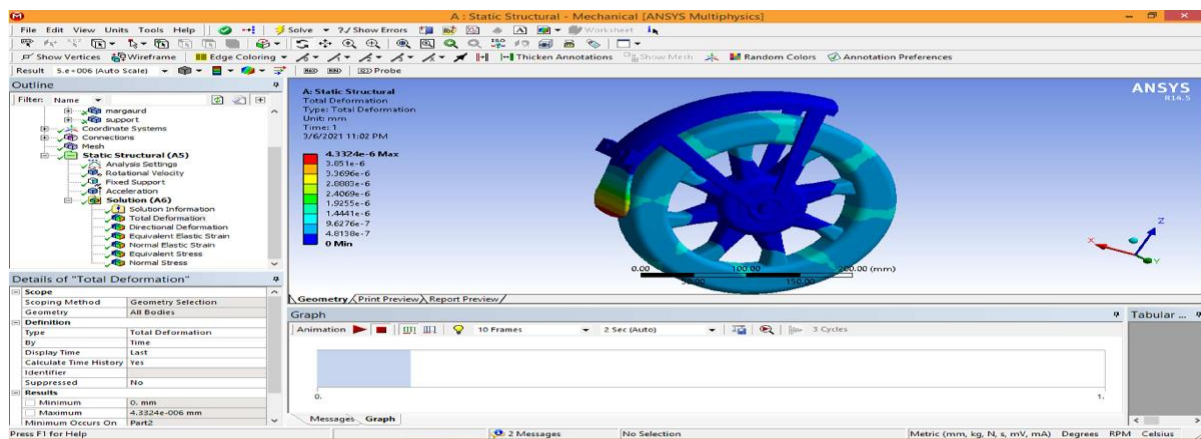 A : Static Structural - Mechanical [ANSYS Multiphysics]
File Edit View Units Tools Help Solve ?/ Show Errors Worksheet
Show Vertices Wireframe Edge Coloring Thicken Annotations Show Mesh Random Colors Annotation Preferences
Result 5.e+006 (Auto Scale) Probe
Outline
Filter: Name
margaurd
support
Coordinate Systems
Connections
Mesh
Static Structural (A5)
Analysis Settings
Rotational Velocity
Fixed Support
Acceleration
Solution (A6)
Solution Information
Total Deformation
Directional Deformation
Equivalent Elastic Strain
Normal Elastic Strain
Equivalent Stress
Normal Stress
Details of "Total Deformation"
Scope
Scoping Method Geometry Selection
Geometry All Bodies
Definition
Type Total Deformation
By Time
Display Time Last
Calculate Time History Yes
Identifier
Suppressed No
Results
Minimum 0. mm
Maximum 4.3324e-006 mm
Minimum Occurs On Part2
Press F1 for Help
A: Static Structural
Total Deformation
Type: Total Deformation
Unit: mm
Time: 1
3/6/2021 11:02 PM
4.3324e-6 Max
3.851e-6
3.3696e-6
2.8883e-6
2.4069e-6
1.9255e-6
1.4441e-6
9.6276e-7
4.8138e-7
0 Min
ANSYS
R14.5
Z
X
Y
0.00 100.00 200.00 (mm)
50.00 150.00
Geometry Print Preview Report Preview
Graph
Animation 10 Frames 2 Sec (Auto) 3 Cycles
0. 1.
Messages Graph
Tabular ...
2 Messages No Selection Metric (mm, kg, N, s, mV, mA) Degrees RPM Celsius